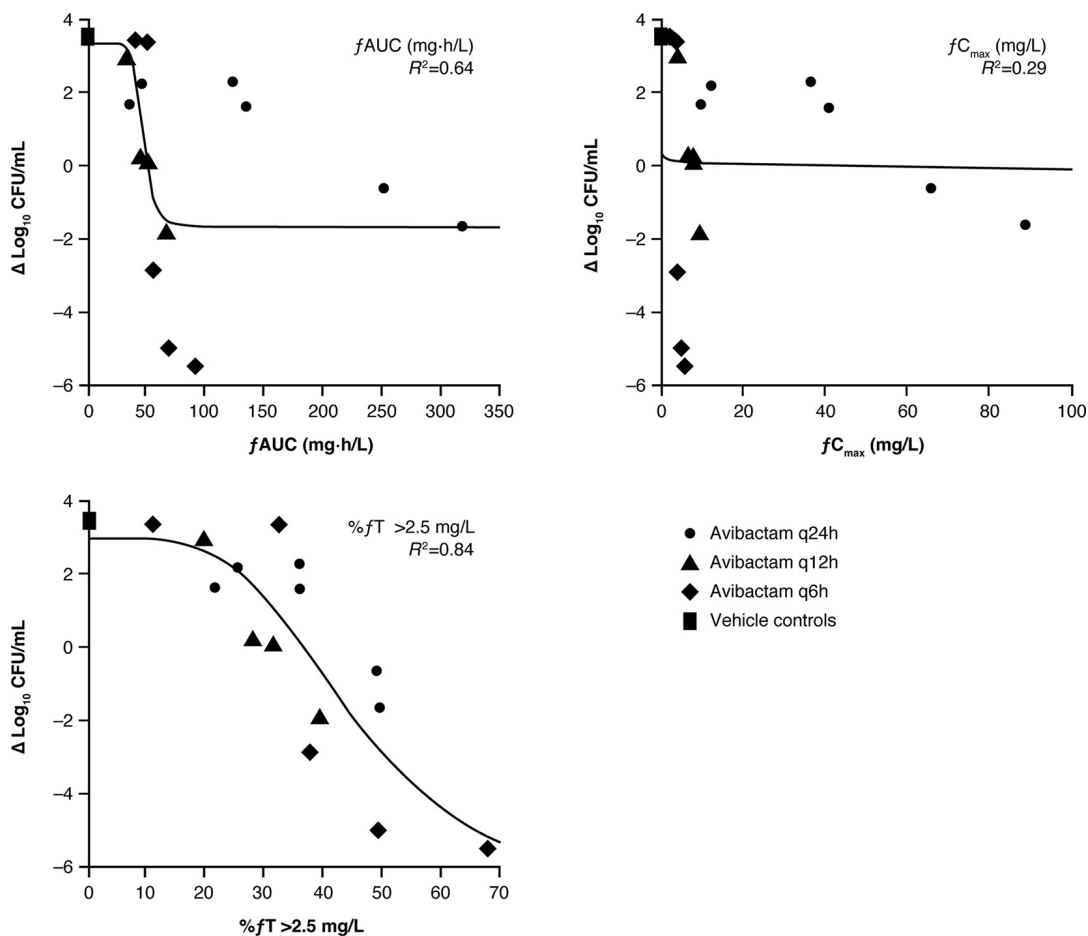 ƒAUC (mg·h/L)
R²=0.64
4
2
0
–2
–4
–6
Δ Log₁₀ CFU/mL
0 50 100 150 200 250 300 350
ƒAUC (mg·h/L)
ƒCmax (mg/L)
R²=0.29
4
2
0
–2
–4
–6
Δ Log₁₀ CFU/mL
0 20 40 60 80 100
ƒCmax (mg/L)
%ƒT >2.5 mg/L
R²=0.84
4
2
0
–2
–4
–6
Δ Log₁₀ CFU/mL
0 10 20 30 40 50 60 70
%ƒT >2.5 mg/L
Avibactam q24h
Avibactam q12h
Avibactam q6h
Vehicle controls